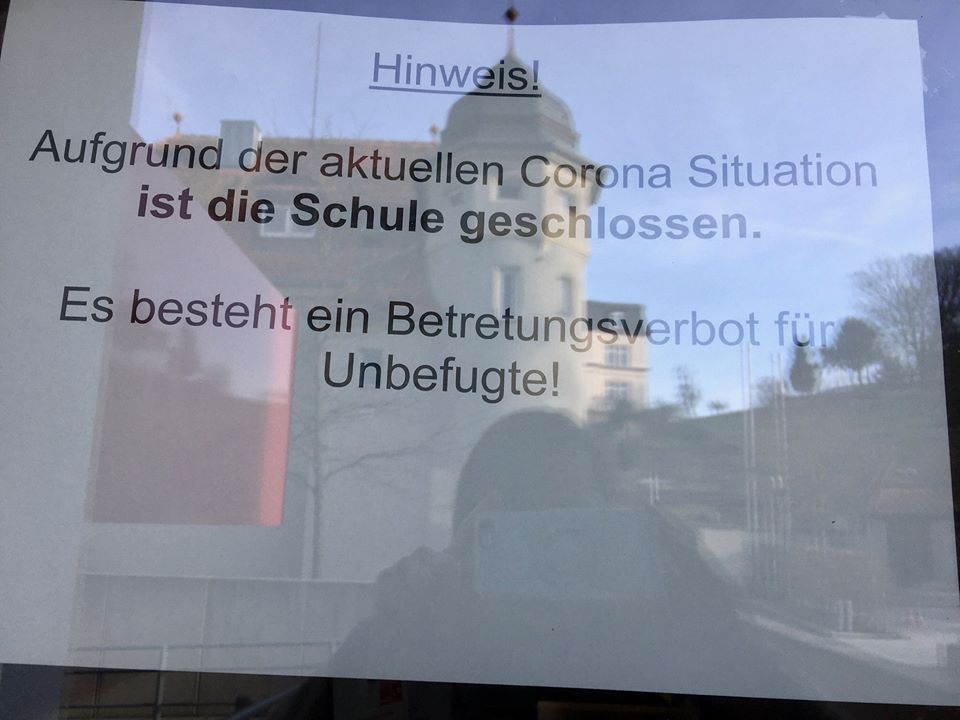 Hinweis!
Aufgrund der aktuellen Corona Situation
ist die Schule geschlossen.
Es besteht ein Betretungsverbot für
Unbefugte!